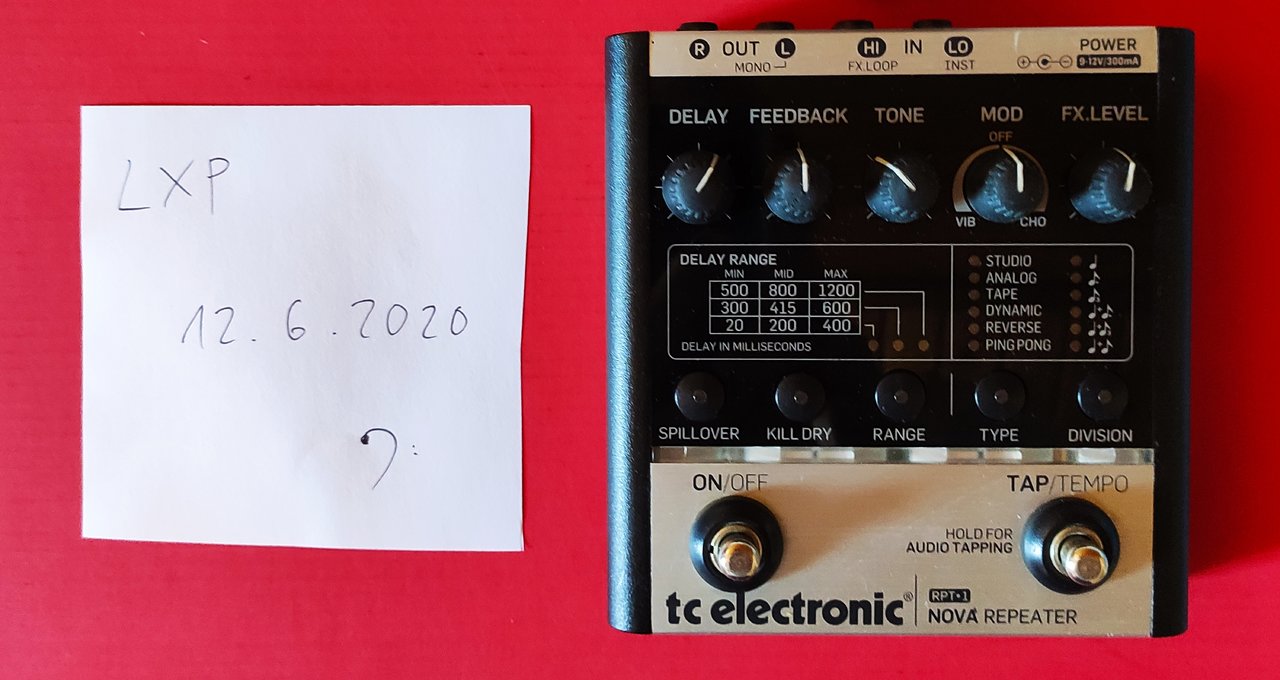 LXP
12.6.2020
R OUT L HI IN LO POWER
MONO FX.LOOP INST 9-12V/300mA
DELAY FEEDBACK TONE MOD FX.LEVEL
OFF
VIB CHO
DELAY RANGE
MIN MID MAX
500 800 1200
300 415 600
20 200 400
DELAY IN MILLISECONDS
STUDIO
ANALOG
TAPE
DYNAMIC
REVERSE
PING PONG
SPILLOVER KILL DRY RANGE TYPE DIVISION
ON/OFF TAP/TEMPO
HOLD FOR
AUDIO TAPPING
tc electronic® RPT•1
NOVA REPEATER